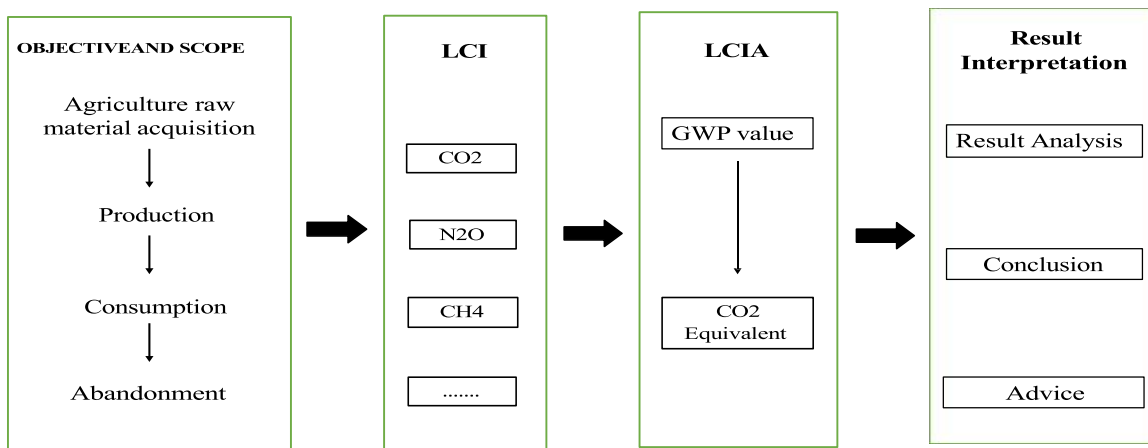 OBJECTIVEAND SCOPE
Agriculture raw
material acquisition
Production
Consumption
Abandonment
LCI
CO2
N2O
CH4
.......
LCIA
GWP value
CO2
Equivalent
Result
Interpretation
Result Analysis
Conclusion
Advice